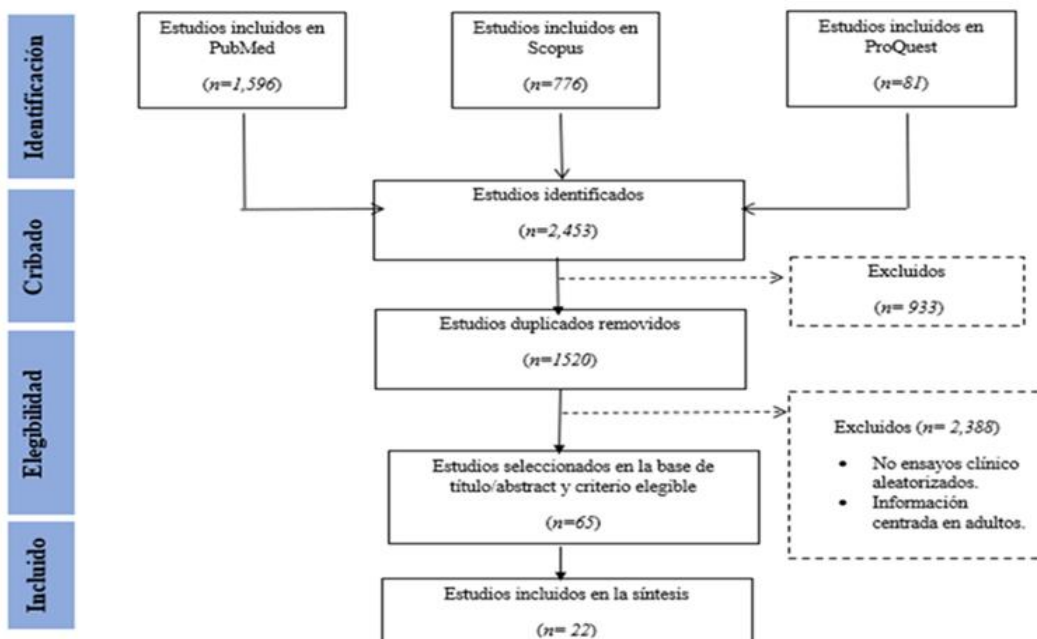 Identificación
Estudios incluidos en
PubMed
(n=1,596)
Estudios incluidos en
Scopus
(n=776)
Estudios incluidos en
ProQuest
(n=81)
Cribado
Estudios identificados
(n=2,453)
Excluidos
(n= 933)
Estudios duplicados removidos
(n=1520)
Elegibilidad
Excluidos (n= 2,388)
• No ensayos clínico
aleatorizados.
• Información
centrada en adultos.
Estudios seleccionados en la base de
título/abstract y criterio elegible
(n=65)
Incluido
Estudios incluidos en la síntesis
(n= 22)